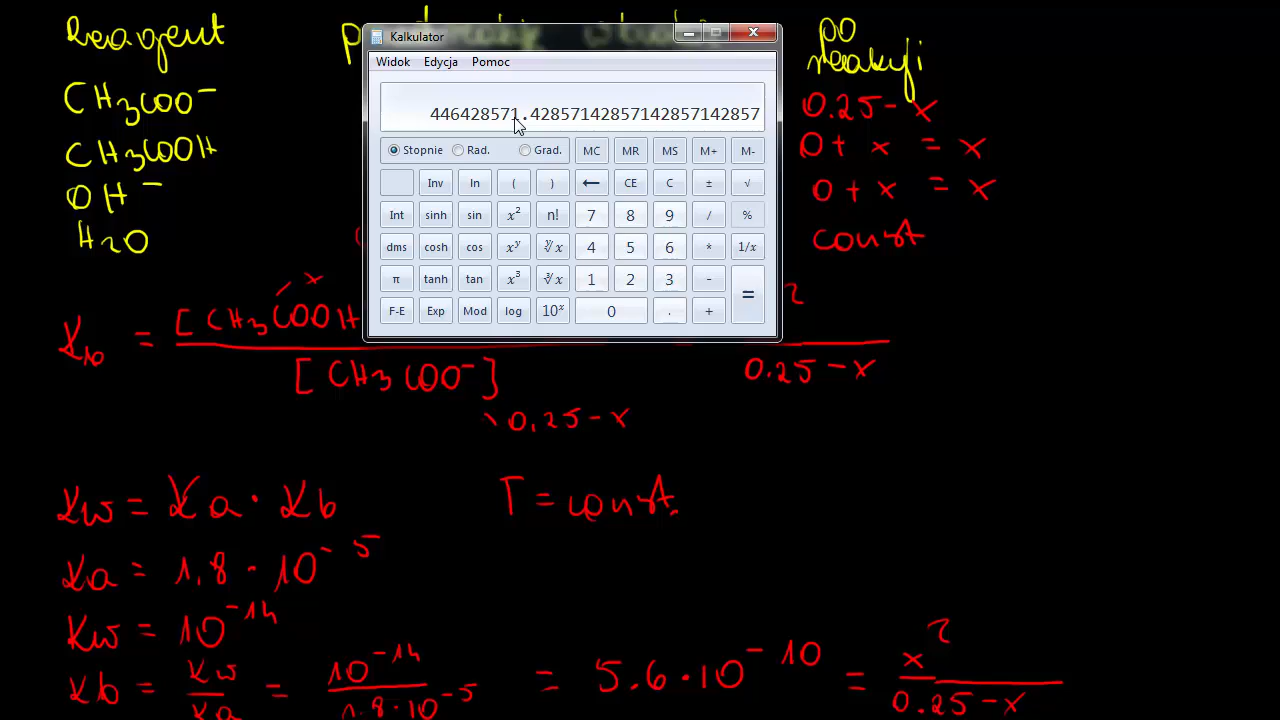 Reagent
po
reakcji
CH3COO⁻
0.25 - x
CH3COOH
0 + x = x
OH⁻
0 + x = x
H2O
const
Kalkulator
Widok Edycja Pomoc
446428571.42857142857142857142857
Stopnie Rad. Grad. MC MR MS M+ M-
Inv ln ( ) ← CE C ± √
Int sinh sin x² n! 7 8 9 / %
dms cosh cos xʸ ʸ√x 4 5 6 * 1/x
π tanh tan x³ ³√x 1 2 3 - =
F-E Exp Mod log 10ˣ 0 . +
x
Kb = [CH3COOH
[CH3COO⁻]
2
0.25 - x
0.25 - x
Kw = Ka · Kb T = const.
Ka = 1.8 · 10⁻⁵
Kw = 10⁻¹⁴
Kb = Kw/Ka = 10⁻¹⁴/1.8·10⁻⁵ = 5.6 · 10⁻¹⁰ = x²/0.25 - x